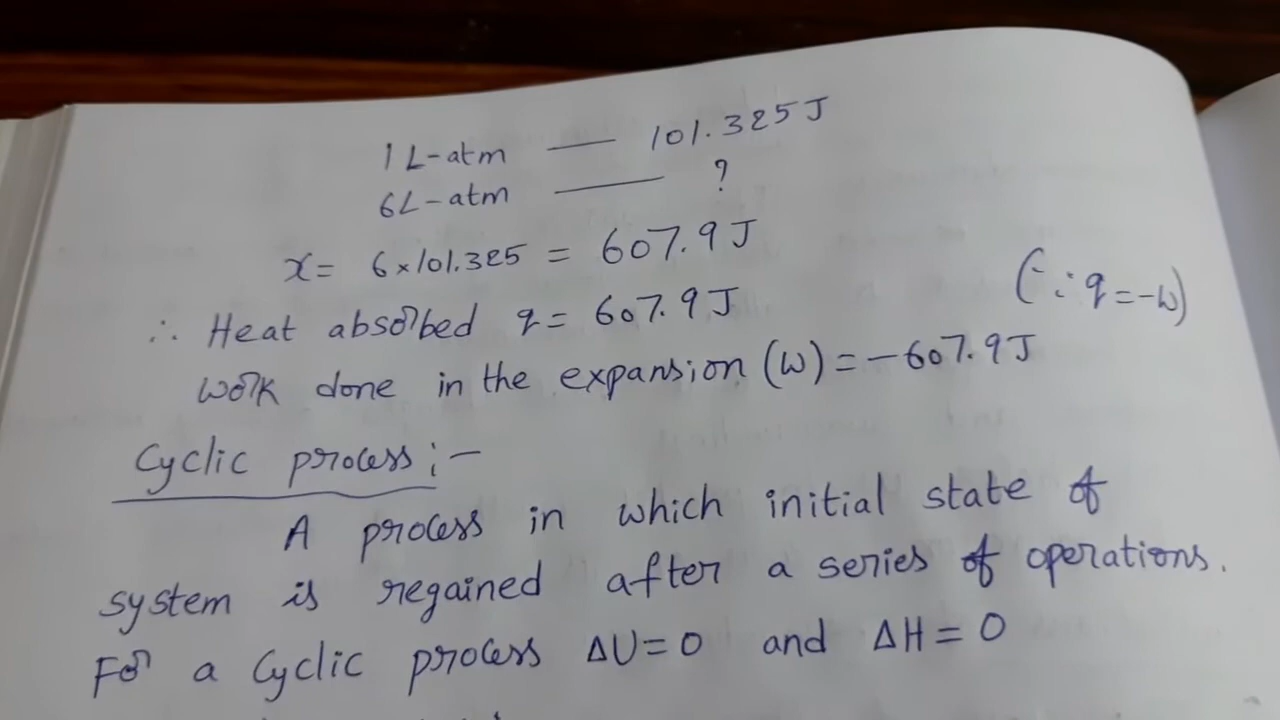 1 L-atm — 101.325J
6L-atm — ?
x= 6×101.325 = 607.9J
∴ Heat absorbed q= 607.9J (∵ q=-w)
work done in the expansion (w) = -607.9J
Cyclic process:-
A process in which initial state of
system is regained after a series of operations.
For a cyclic process ΔU=0 and ΔH=0